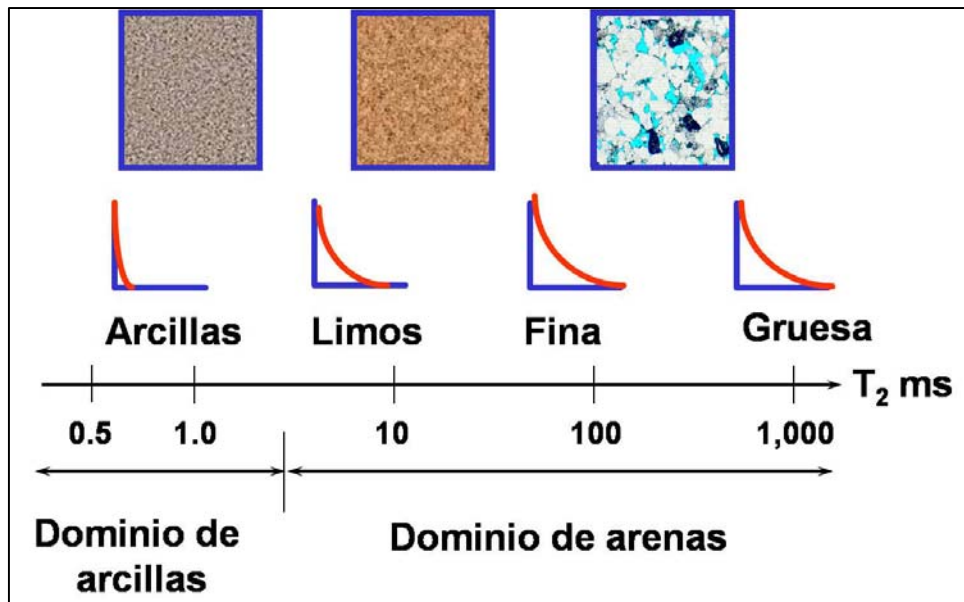 Arcillas Limos Fina Gruesa
T₂ ms
0.5 1.0 10 100 1,000
Dominio de arcillas
Dominio de arenas